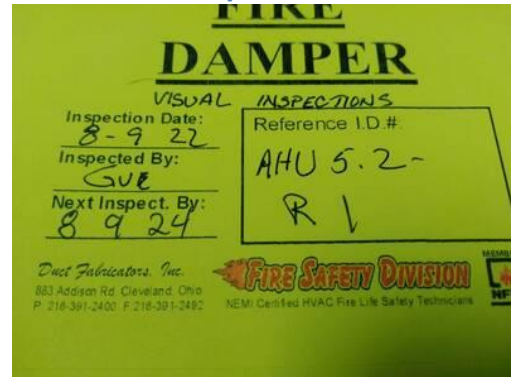 FIRE
DAMPER
VISUAL INSPECTIONS
Inspection Date:
8-9 22
Inspected By:
GUE
Next Inspect. By:
8 9 24
Reference I.D.#:
AHU 5.2-
R 1
Duct Fabricators, Inc.
883 Addison Rd. Cleveland, Ohio
P. 216-391-2400 F. 216-391-2492
FIRE SAFETY DIVISION
NEMI Certified HVAC Fire Life Safety Technicians